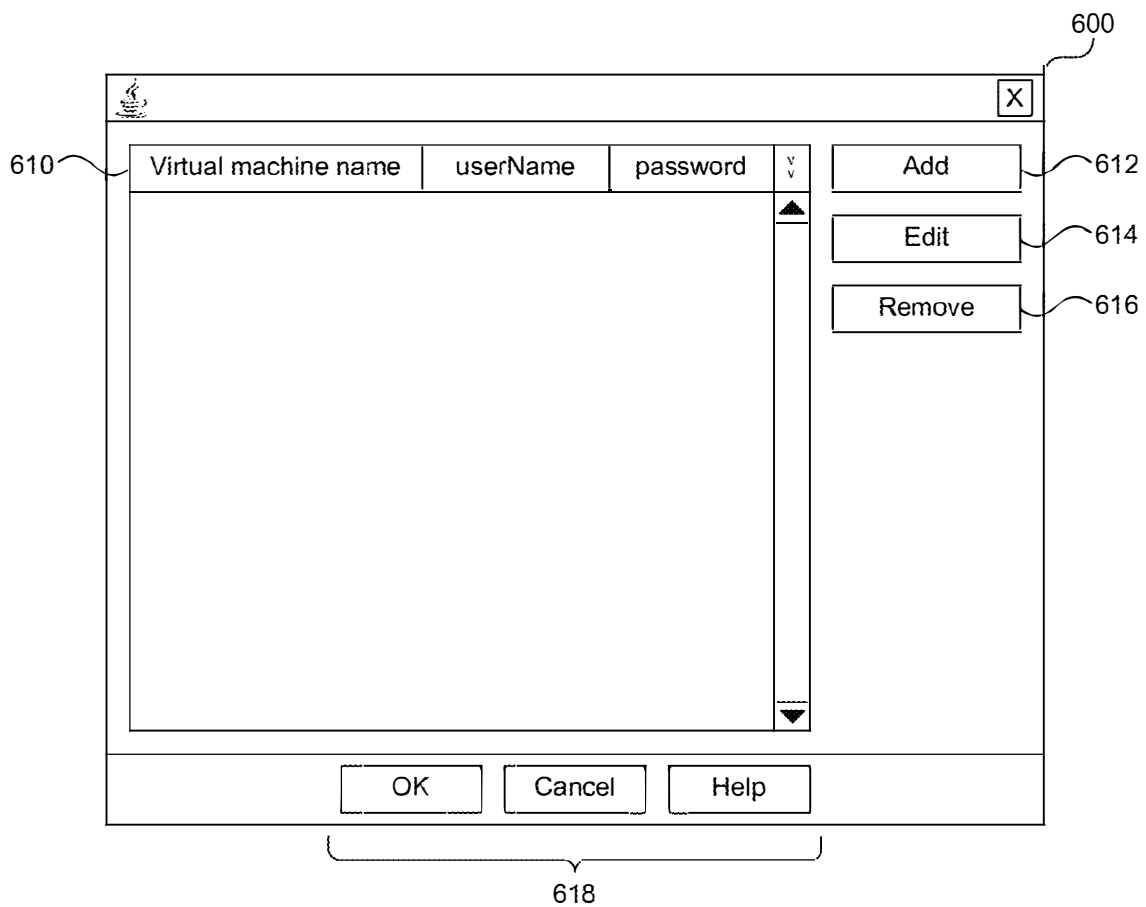 600
X
610 Virtual machine name userName password Add 612
Edit 614
Remove 616
OK Cancel Help
618